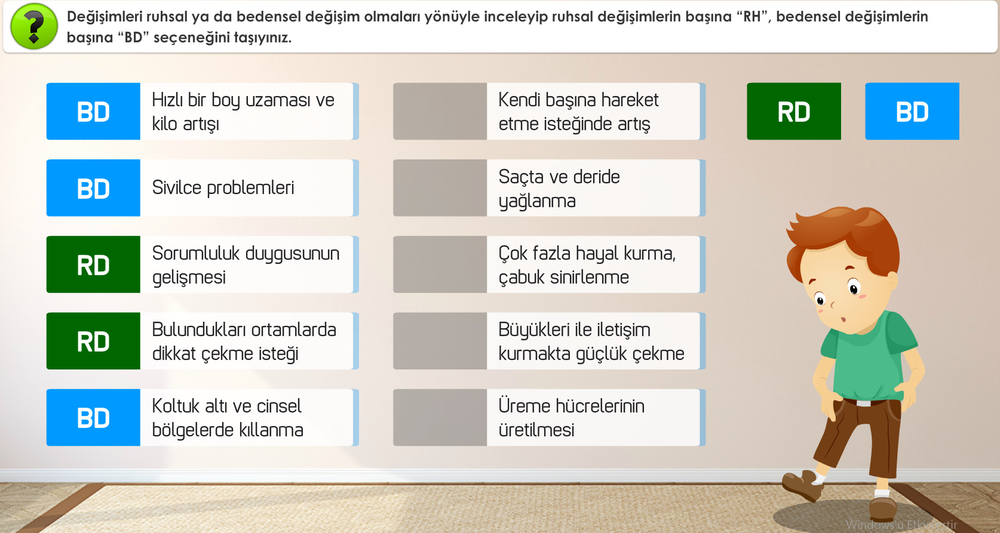 ?
Değişimleri ruhsal ya da bedensel değişim olmaları yönüyle inceleyip ruhsal değişimlerin başına “RH”, bedensel değişimlerin
başına “BD” seçeneğini taşıyınız.
BD
Hızlı bir boy uzaması ve
kilo artışı
BD
Sivilce problemleri
RD
Sorumluluk duygusunun
gelişmesi
RD
Bulundukları ortamlarda
dikkat çekme isteği
BD
Koltuk altı ve cinsel
bölgelerde kıllanma
Kendi başına hareket
etme isteğinde artış
Saçta ve deride
yağlanma
Çok fazla hayal kurma,
çabuk sinirlenme
Büyükleri ile iletişim
kurmakta güçlük çekme
Üreme hücrelerinin
üretilmesi
RD
BD
Windows'u Etkinleştir